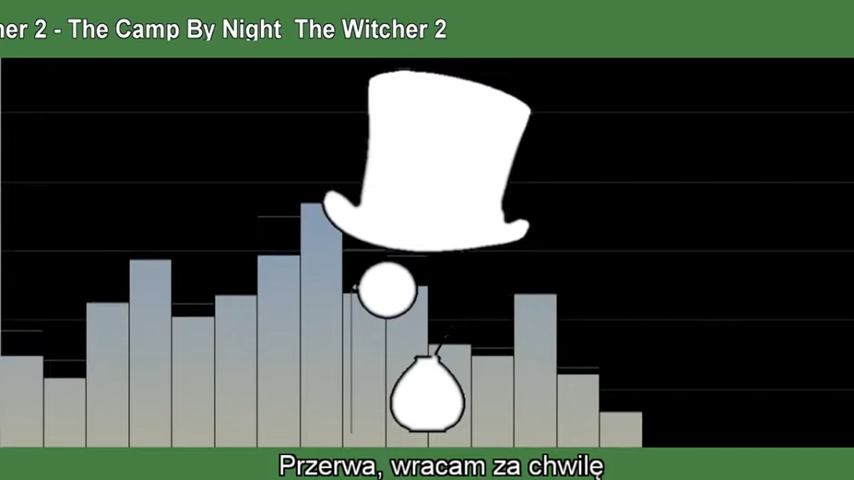 er 2 - The Camp By Night  The Witcher 2
Przerwa, wracam za chwilę